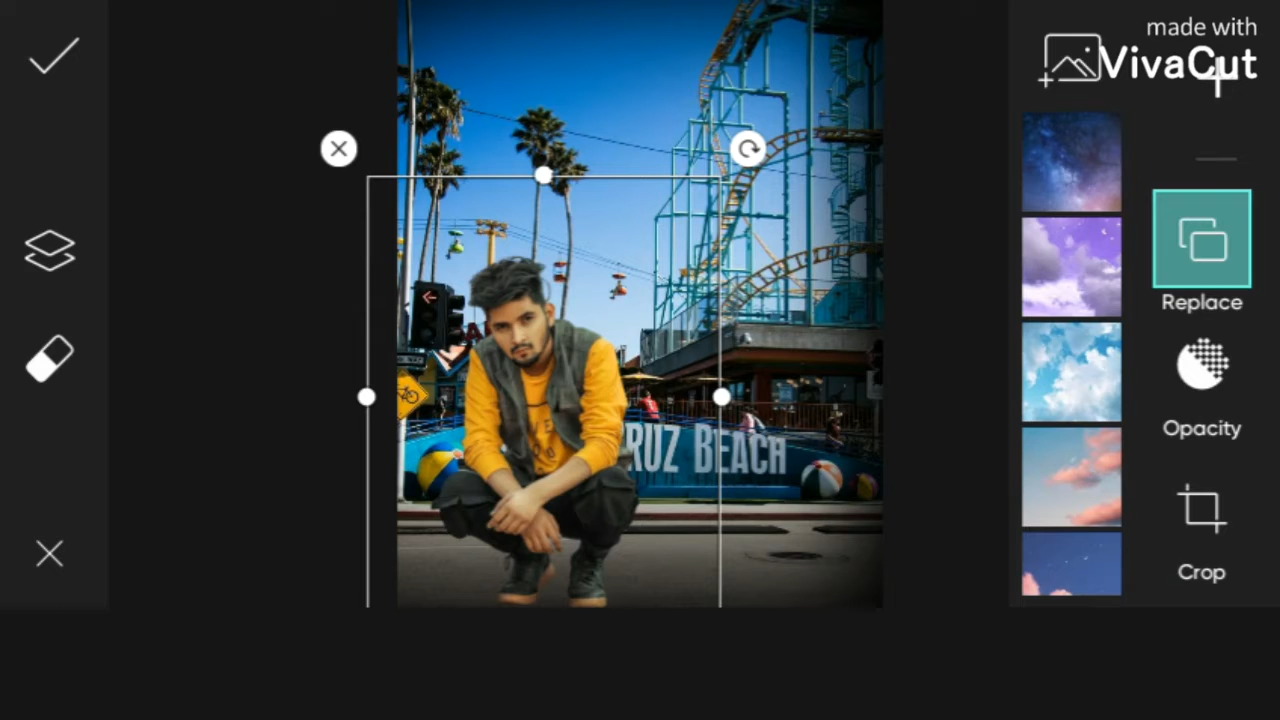 made with
VivaCut
Replace
Opacity
Crop
RUZ BEACH